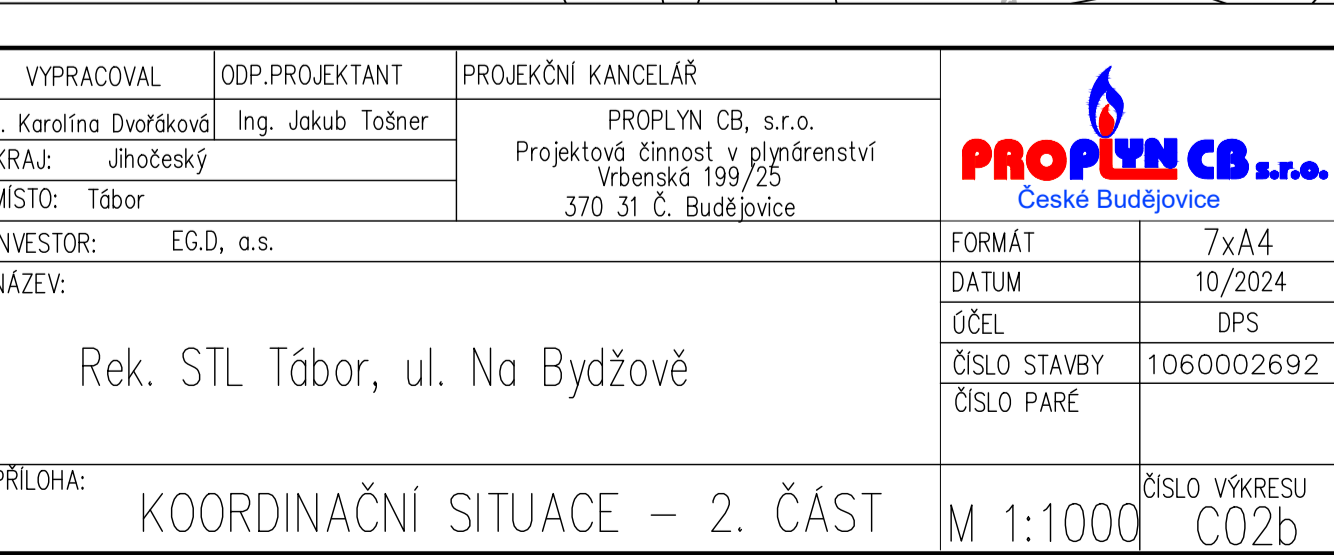 VYPRACOVAL
ODP.PROJEKTANT
PROJEKČNÍ KANCELÁŘ
. Karolína Dvořáková
Ing. Jakub Tošner
PROPLYN CB, s.r.o.
Projektová činnost v plynárenství
Vrbenská 199/25
370 31 Č. Budějovice
KRAJ: Jihočeský
MÍSTO: Tábor
PROPLYN CB s.r.o.
České Budějovice
INVESTOR: EG.D, a.s.
FORMÁT 7xA4
NÁZEV:
DATUM 10/2024
ÚČEL DPS
Rek. STL Tábor, ul. Na Bydžově
ČÍSLO STAVBY 1060002692
ČÍSLO PARÉ
PŘÍLOHA:
KOORDINAČNÍ SITUACE – 2. ČÁST
M 1:1000
ČÍSLO VÝKRESU
C02b